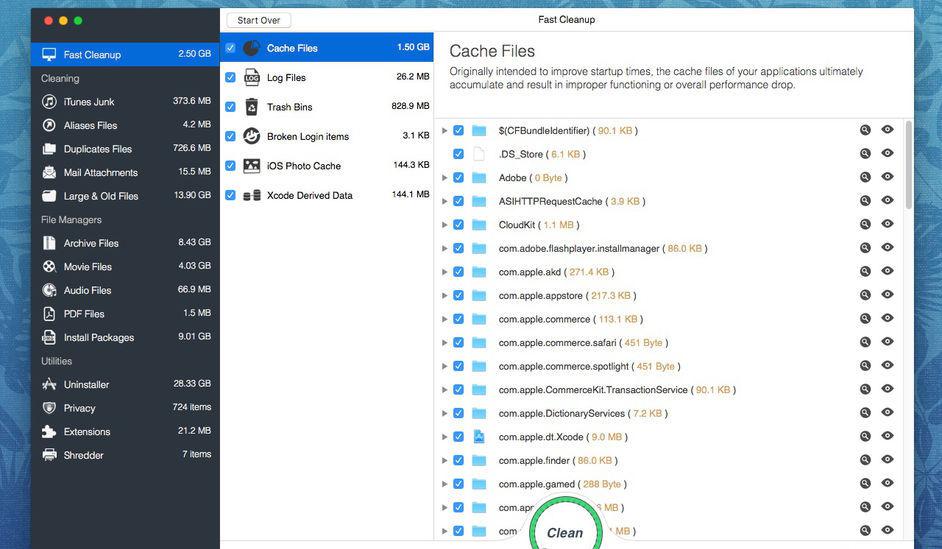 Start Over
Fast Cleanup
Fast Cleanup 2.50 GB
Cleaning
iTunes Junk 373.6 MB
Aliases Files 4.2 MB
Duplicates Files 726.6 MB
Mail Attachments 15.5 MB
Large & Old Files 13.90 GB
File Managers
Archive Files 8.43 GB
Movie Files 4.03 GB
Audio Files 66.9 MB
PDF Files 1.5 MB
Install Packages 9.01 GB
Utilities
Uninstaller 28.33 GB
Privacy 724 items
Extensions 21.2 MB
Shredder 7 items
Cache Files 1.50 GB
LOG
Log Files 26.2 MB
Trash Bins 828.9 MB
Broken Login items 3.1 KB
iOS Photo Cache 144.3 KB
Xcode Derived Data 144.1 MB
Cache Files
Originally intended to improve startup times, the cache files of your applications ultimately
accumulate and result in improper functioning or overall performance drop.
$(CFBundleIdentifier) ( 90.1 KB )
.DS_Store ( 6.1 KB )
Adobe ( 0 Byte )
ASIHTTPRequestCache ( 3.9 KB )
CloudKit ( 1.1 MB )
com.adobe.flashplayer.installmanager ( 86.0 KB )
com.apple.akd ( 271.4 KB )
com.apple.appstore ( 217.3 KB )
com.apple.commerce ( 113.1 KB )
com.apple.commerce.safari ( 451 Byte )
com.apple.commerce.spotlight ( 451 Byte )
com.apple.CommerceKit.TransactionService ( 90.1 KB )
com.apple.DictionaryServices ( 7.2 KB )
com.apple.dt.Xcode ( 9.0 MB )
com.apple.finder ( 86.0 KB )
com.apple.gamed ( 288 Byte )
MB )
MB )
Clean